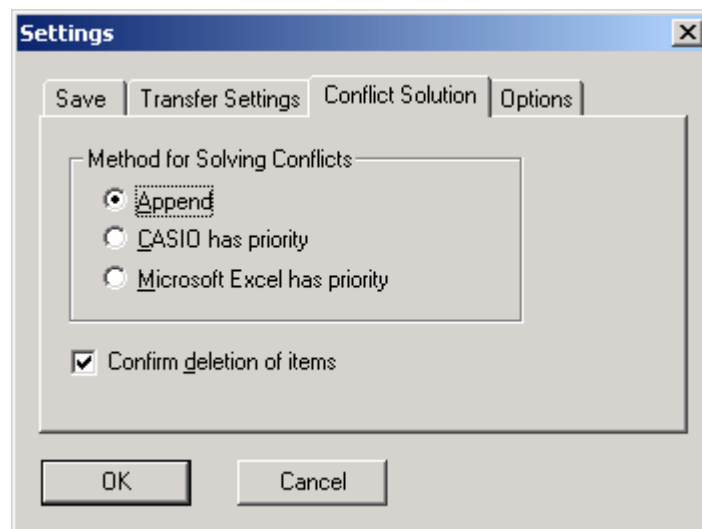 Settings
Save Transfer Settings Conflict Solution Options
Method for Solving Conflicts
Append
CASIO has priority
Microsoft Excel has priority
Confirm deletion of items
OK Cancel